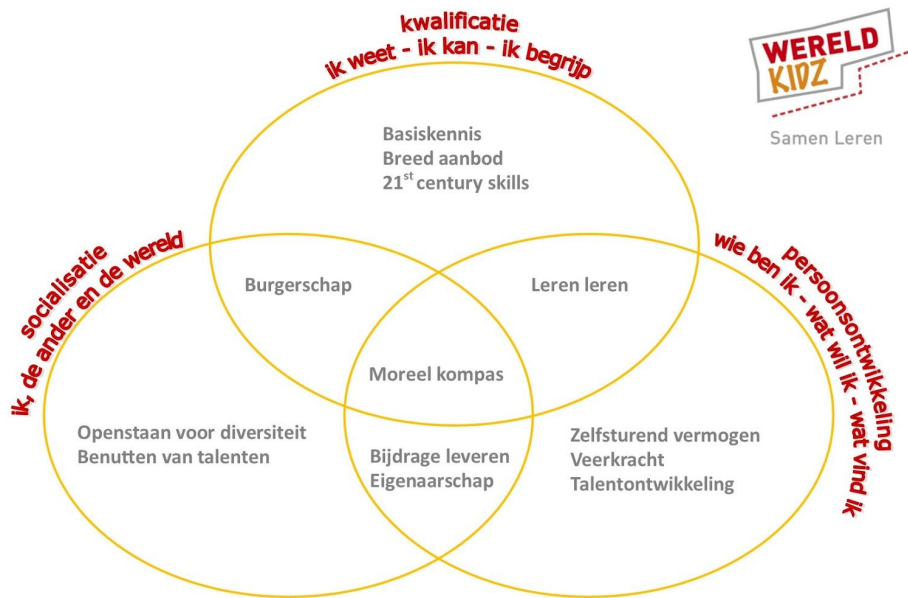 kwalificatie
ik weet - ik kan - ik begrijp
WERELD
KIDZ
Samen Leren
Basiskennis
Breed aanbod
21st century skills
socialisatie
ik, de ander en de wereld
persoonsontwikkeling
wie ben ik - wat wil ik - wat vind ik
Burgerschap
Leren leren
Moreel kompas
Openstaan voor diversiteit
Benutten van talenten
Bijdrage leveren
Eigenaarschap
Zelfsturend vermogen
Veerkracht
Talentontwikkeling